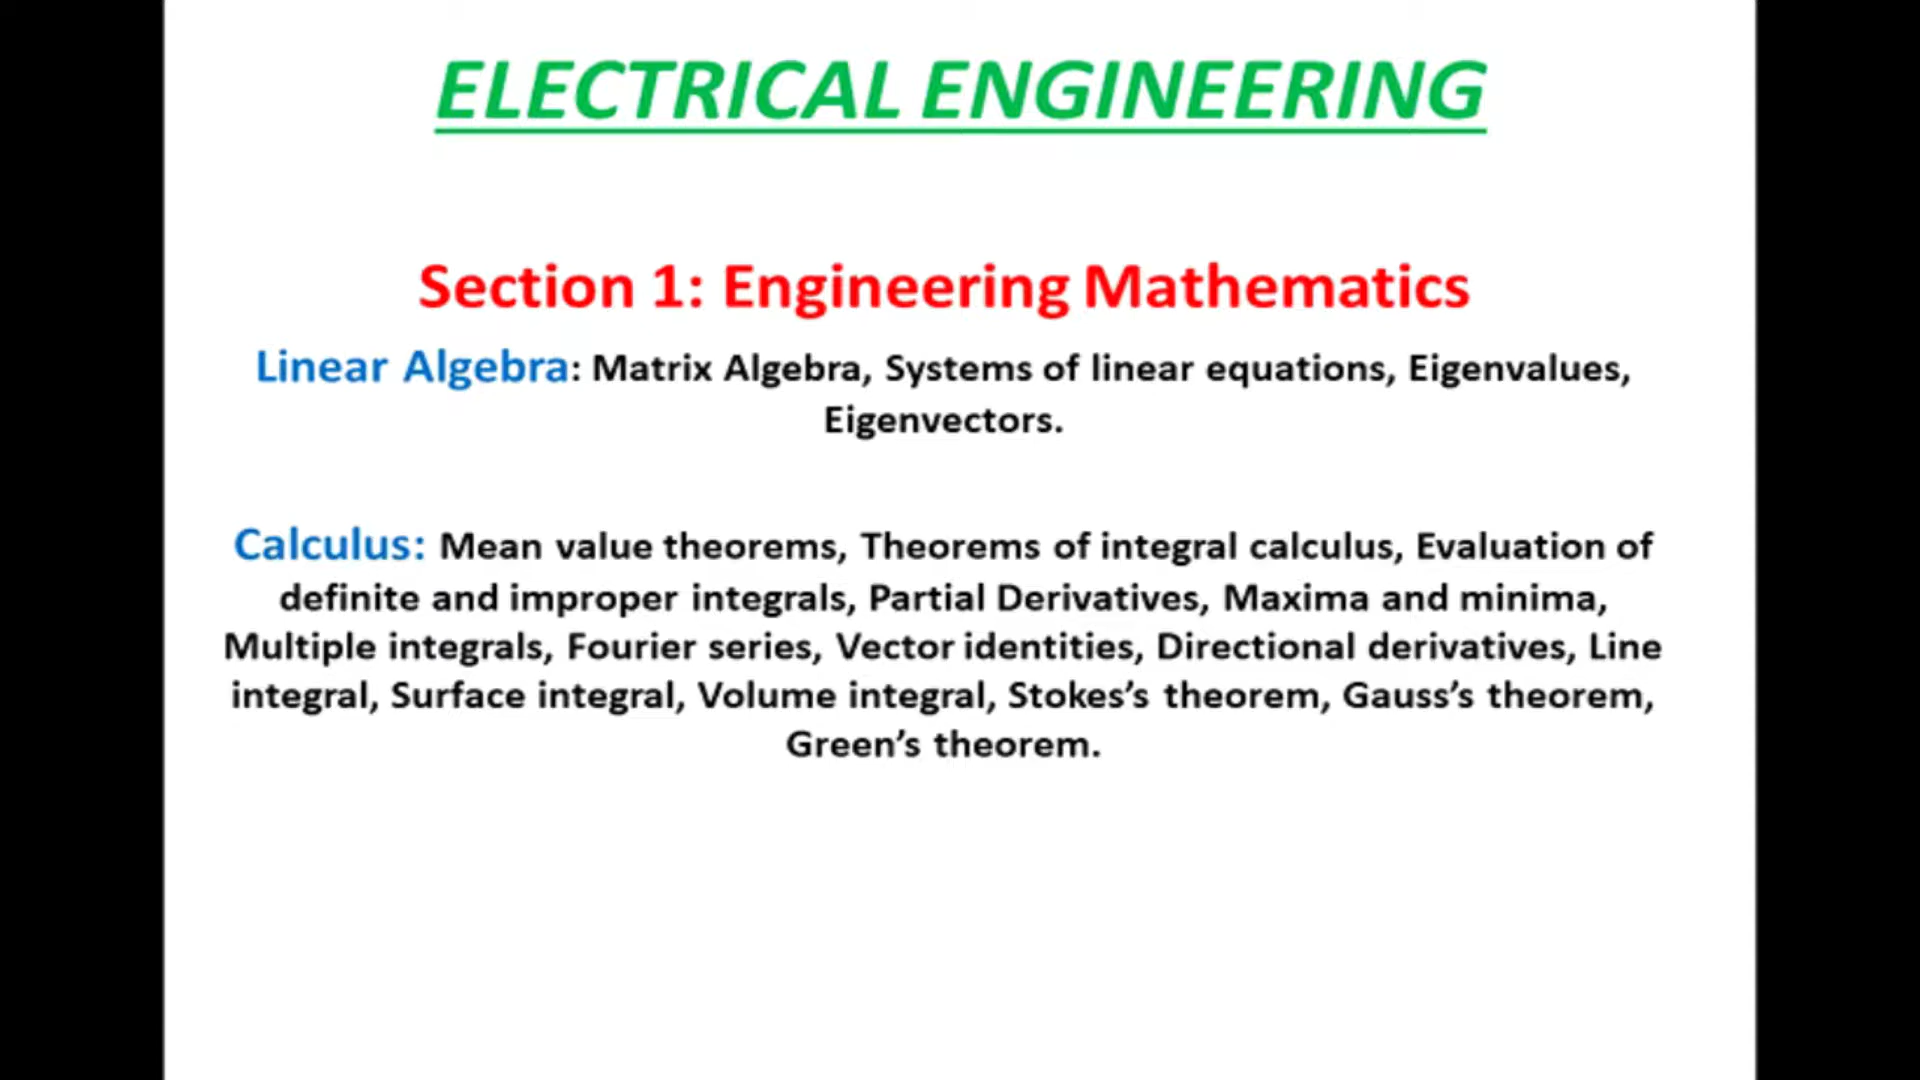 ELECTRICAL ENGINEERING
Section 1: Engineering Mathematics
Linear Algebra: Matrix Algebra, Systems of linear equations, Eigenvalues,
Eigenvectors.
Calculus: Mean value theorems, Theorems of integral calculus, Evaluation of
definite and improper integrals, Partial Derivatives, Maxima and minima,
Multiple integrals, Fourier series, Vector identities, Directional derivatives, Line
integral, Surface integral, Volume integral, Stokes’s theorem, Gauss’s theorem,
Green’s theorem.